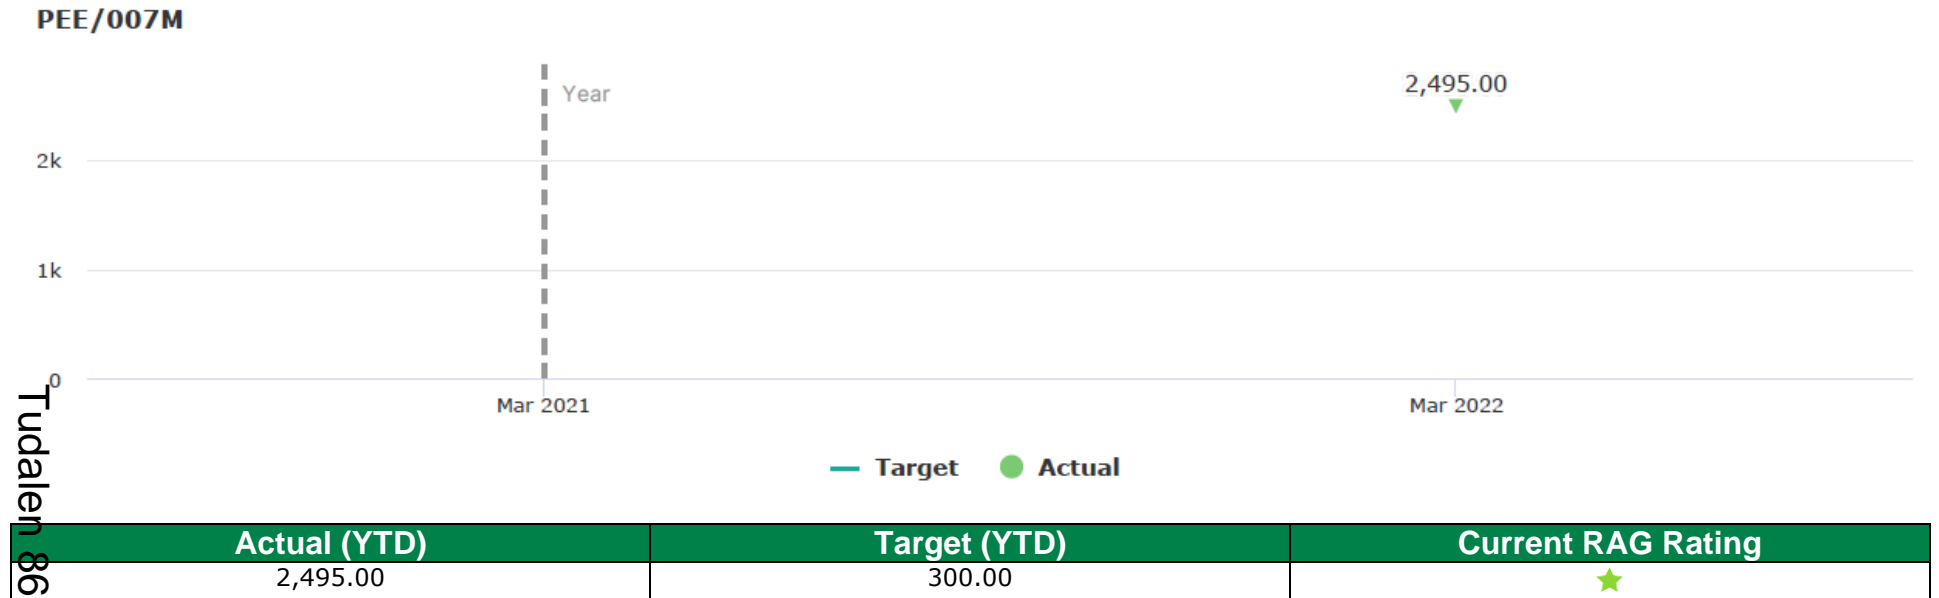 PEE/007M
Year
2,495.00
2k
1k
0
Mar 2021 Mar 2022
Target Actual
Tudalen 86
Actual (YTD) Target (YTD) Current RAG Rating
2,495.00 300.00